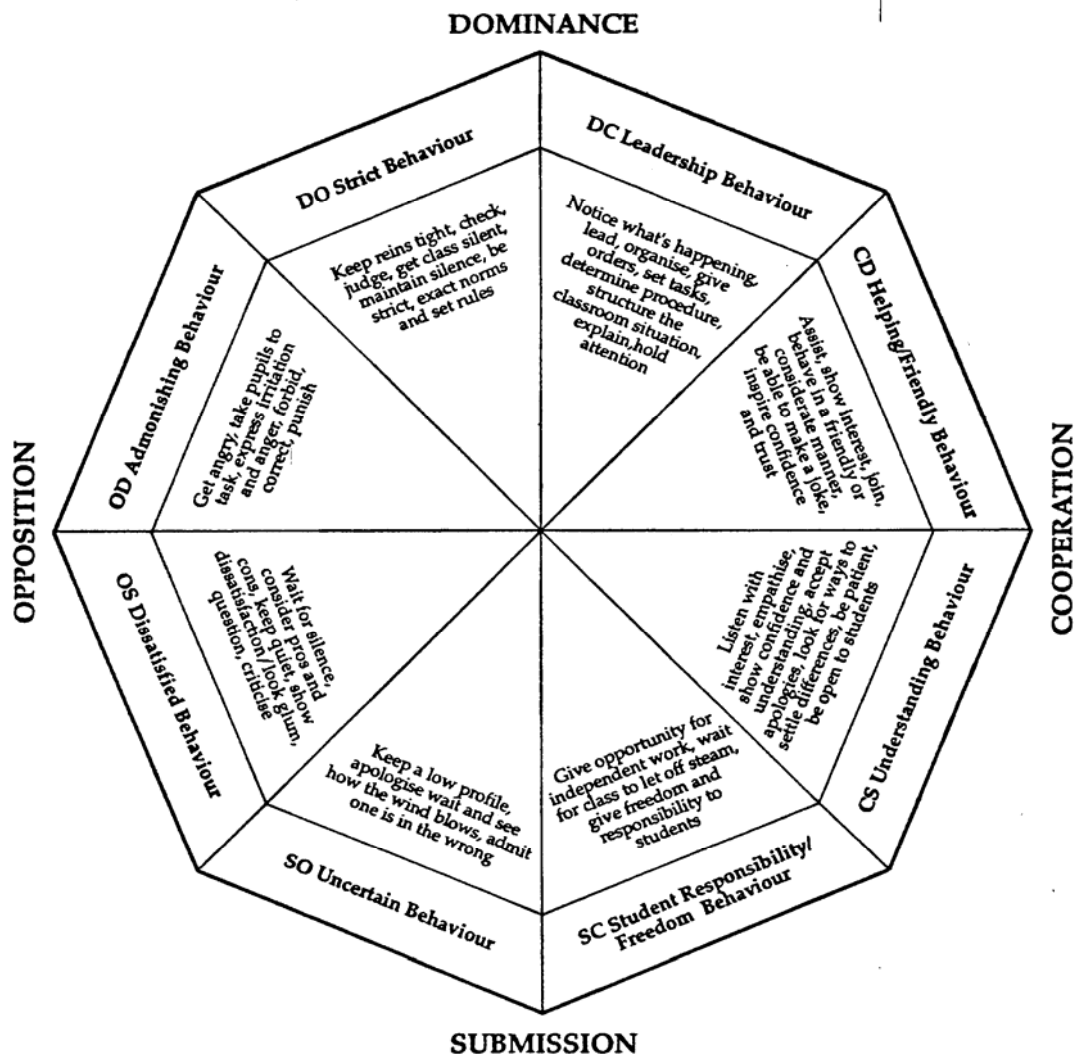 DOMINANCE
DC Leadership Behaviour
Notice what's happening,
lead, organise, give
orders, set tasks,
determine procedure,
structure the
classroom situation,
explain,hold
attention
CD Helping/Friendly Behaviour
Assist, show interest, join,
behave in a friendly or
considerate manner,
be able to make a joke,
inspire confidence
and trust
COOPERATION
CS Understanding Behaviour
Listen with
interest, empathise,
show confidence and
understanding, accept
apologies, look for ways to
settle differences, be patient,
be open to students
SC Student Responsibility/
Freedom Behaviour
Give opportunity for
independent work, wait
for class to let off steam,
give freedom and
responsibility to
students
SUBMISSION
SO Uncertain Behaviour
Keep a low profile,
apologise wait and see
how the wind blows, admit
one is in the wrong
OS Dissatisfied Behaviour
Wait for silence,
consider pros and
cons, keep quiet, show
dissatisfaction/look glum,
question, criticise
OPPOSITION
OD Admonishing Behaviour
Get angry, take pupils to
task, express irritation
and anger, forbid,
correct, punish
DO Strict Behaviour
Keep reins tight, check,
judge, get class silent,
maintain silence, be
strict, exact norms
and set rules